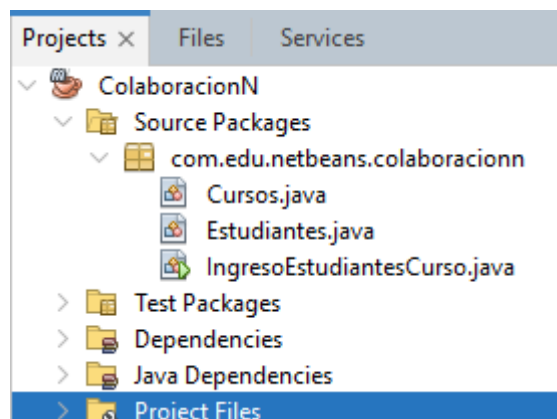 Projects × Files Services
ColaboracionN
Source Packages
com.edu.netbeans.colaboracionn
Cursos.java
Estudiantes.java
IngresoEstudiantesCurso.java
Test Packages
Dependencies
Java Dependencies
Project Files